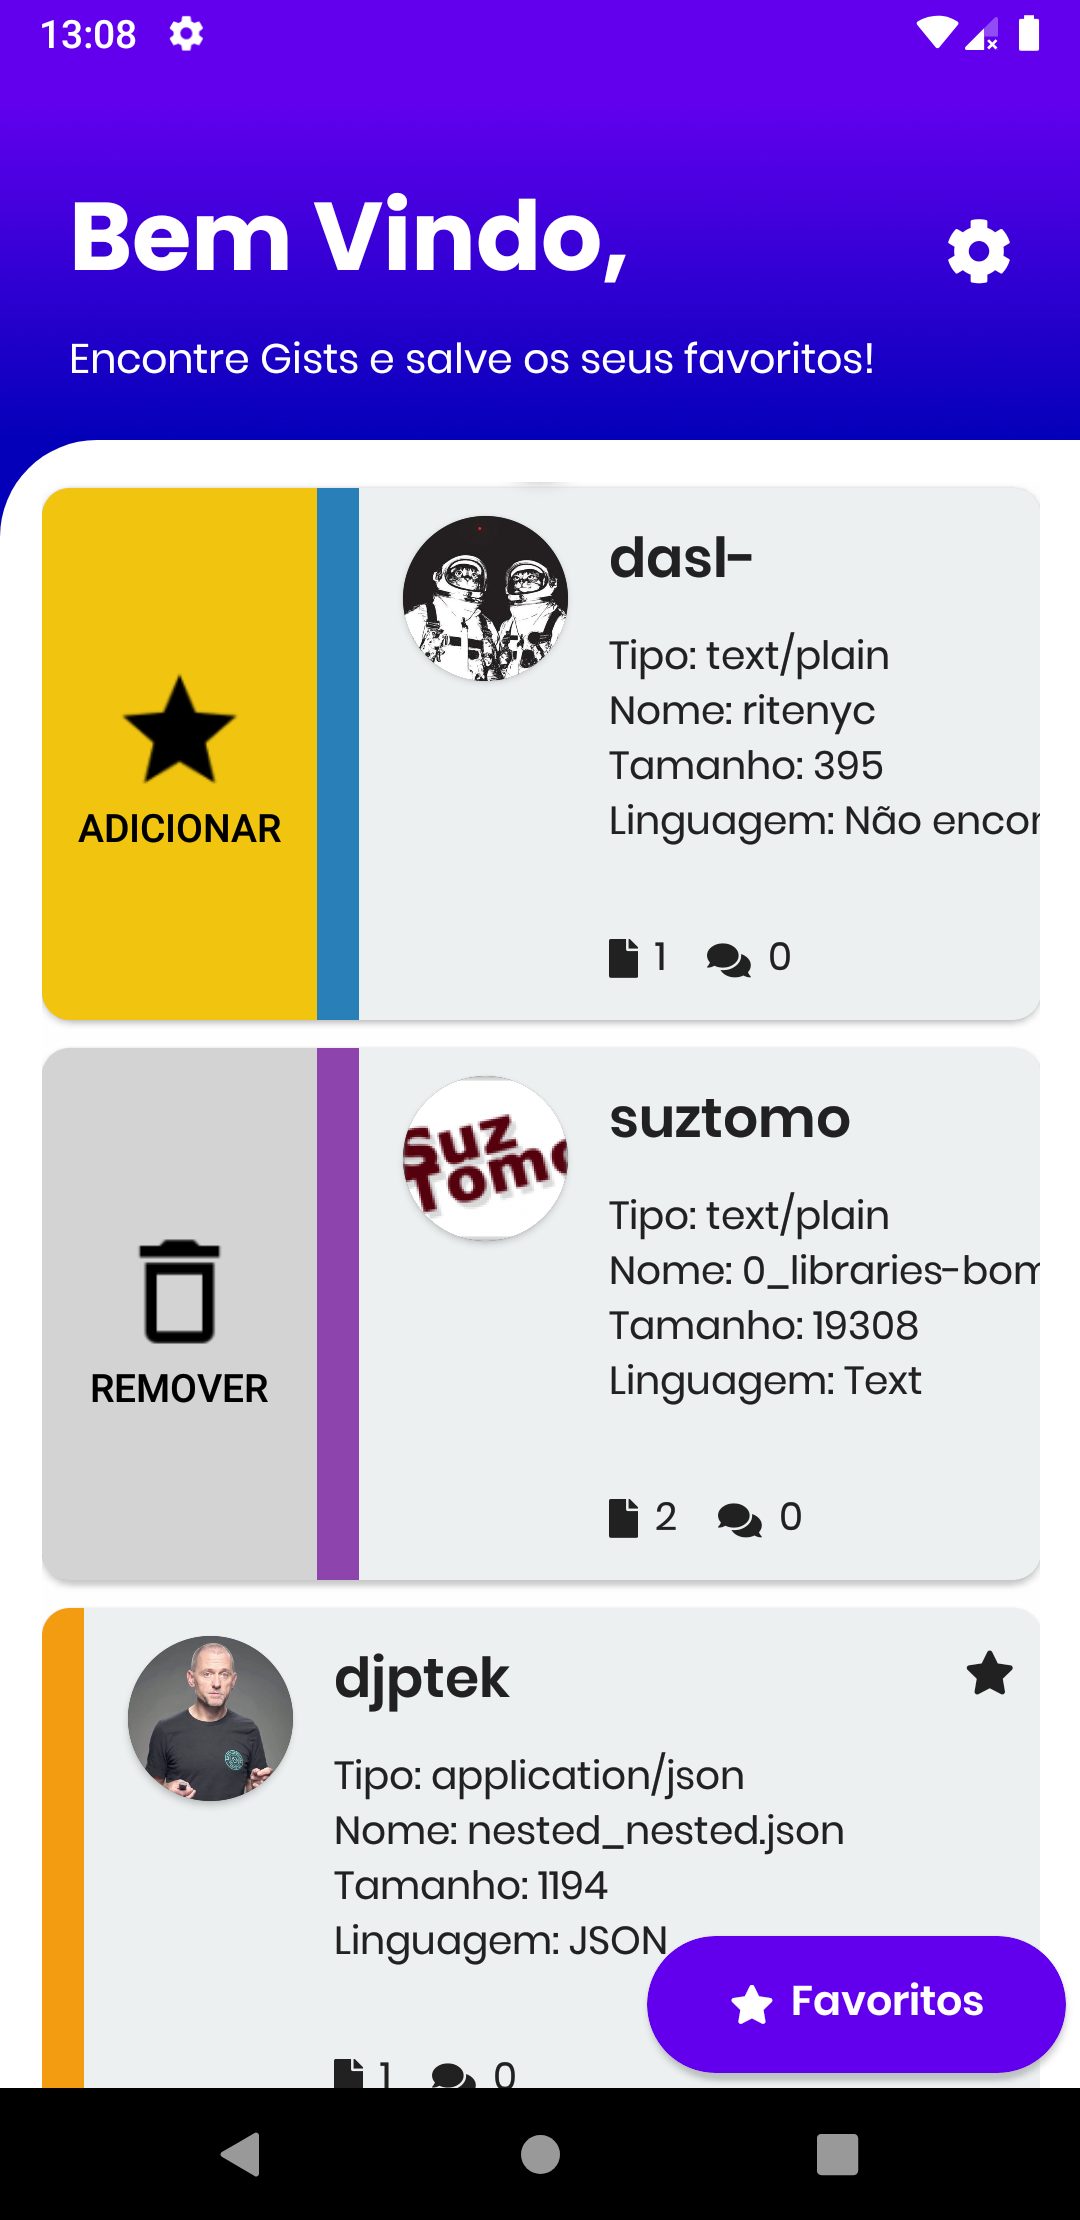 13:08
Bem Vindo,
Encontre Gists e salve os seus favoritos!
dasl-
Tipo: text/plain
Nome: ritenyc
Tamanho: 395
Linguagem: Não encon
ADICIONAR
1 0
suztomo
Suz
Tomo
Tipo: text/plain
Nome: 0_libraries-bom
Tamanho: 19308
Linguagem: Text
REMOVER
2 0
djptek
Tipo: application/json
Nome: nested_nested.json
Tamanho: 1194
Linguagem: JSON
Favoritos
1 0